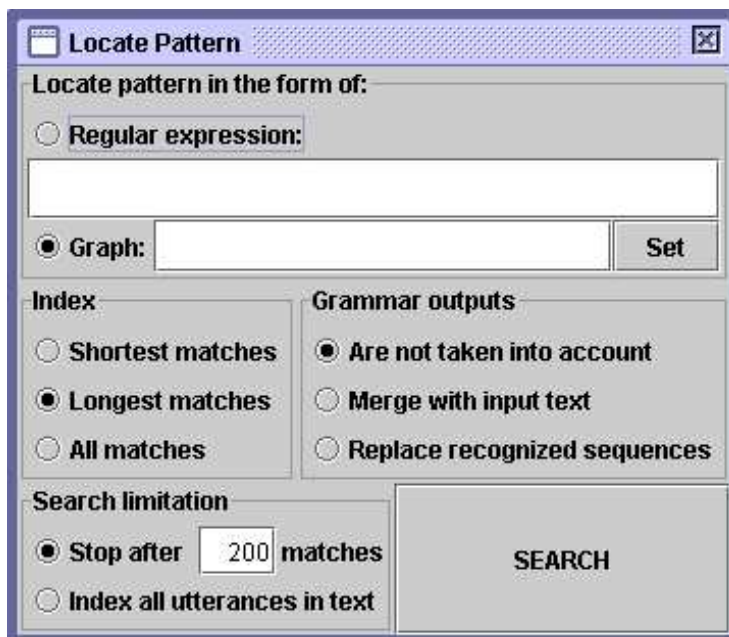 Locate Pattern
Locate pattern in the form of:
Regular expression:
Graph:
Set
Index
Shortest matches
Longest matches
All matches
Grammar outputs
Are not taken into account
Merge with input text
Replace recognized sequences
Search limitation
Stop after 200 matches
Index all utterances in text
SEARCH